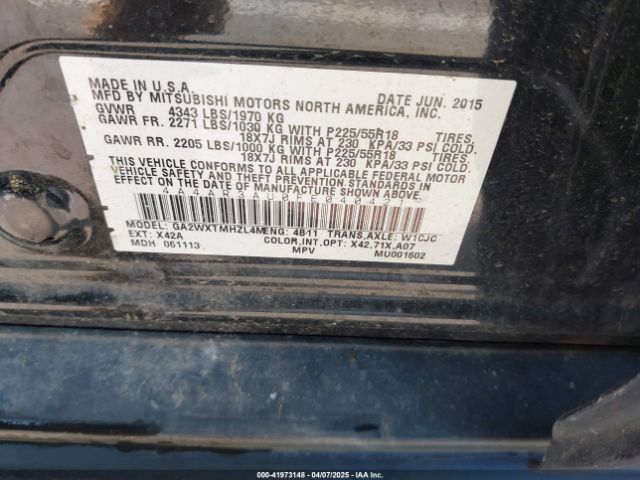 MADE IN U.S.A.
MFD BY MITSUBISHI MOTORS NORTH AMERICA, INC. DATE JUN. 2015
GVWR 4343 LBS/1970 KG
GAWR FR. 2271 LBS/1030 KG WITH P225/55R18 TIRES.
18X7J RIMS AT 230 KPA/33 PSI COLD.
GAWR RR. 2205 LBS/1000 KG WITH P225/55R18 TIRES.
18X7J RIMS AT 230 KPA/33 PSI COLD.
THIS VEHICLE CONFORMS TO ALL APPLICABLE FEDERAL MOTOR
VEHICLE SAFETY AND THEFT PREVENTION STANDARDS IN
EFFECT ON THE DATE OF MANUFACTURE SHOWN ABOVE.
4A4AR3AU0FE040421
MODEL: GA2WXTMHZL4M ENG: 4B11 TRANS,AXLE: W1CJC
EXT: X42A COLOR,INT,OPT: X42,71X,A07
MDH 061113 MPV MU001602
000-41973148 - 04/07/2025 - IAA Inc.